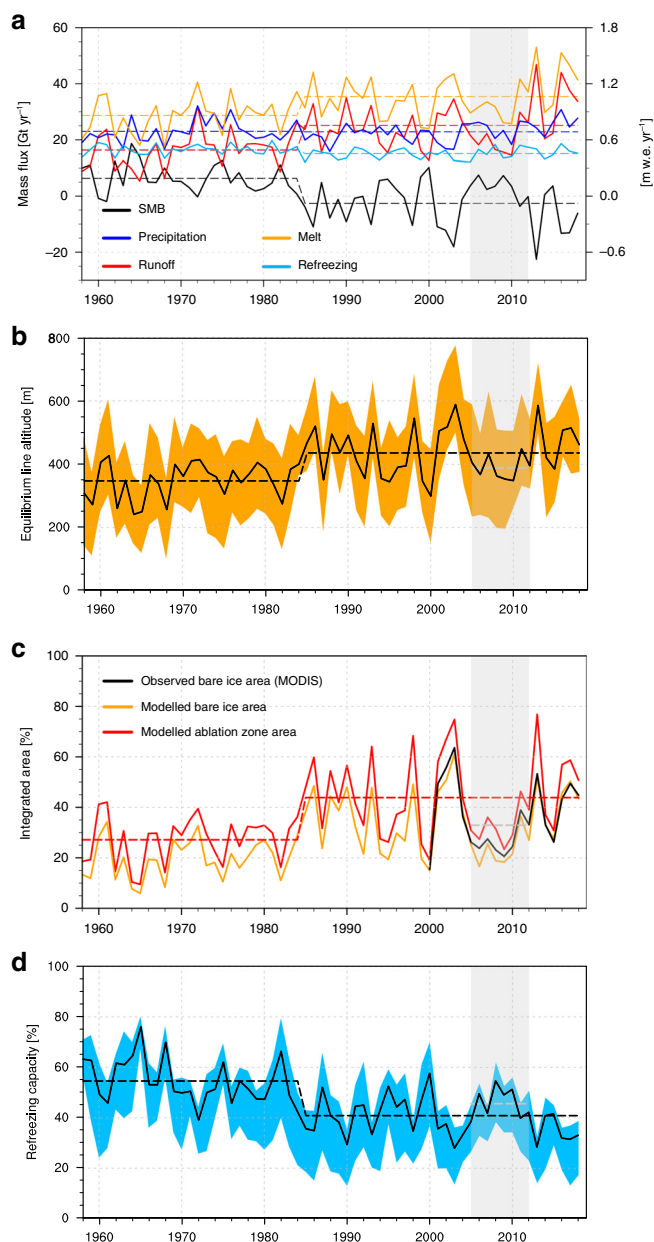 a
60
40
20
0
−20
1.8
1.2
0.6
0.0
−0.6
Mass flux [Gt yr⁻¹]
[m w.e. yr⁻¹]
SMB
Precipitation
Melt
Runoff
Refreezing
1960 1970 1980 1990 2000 2010
b
800
600
400
200
0
Equilibrium line altitude [m]
1960 1970 1980 1990 2000 2010
c
100
80
60
40
20
0
Integrated area [%]
Observed bare ice area (MODIS)
Modelled bare ice area
Modelled ablation zone area
1960 1970 1980 1990 2000 2010
d
100
80
60
40
20
0
Refreezing capacity [%]
1960 1970 1980 1990 2000 2010